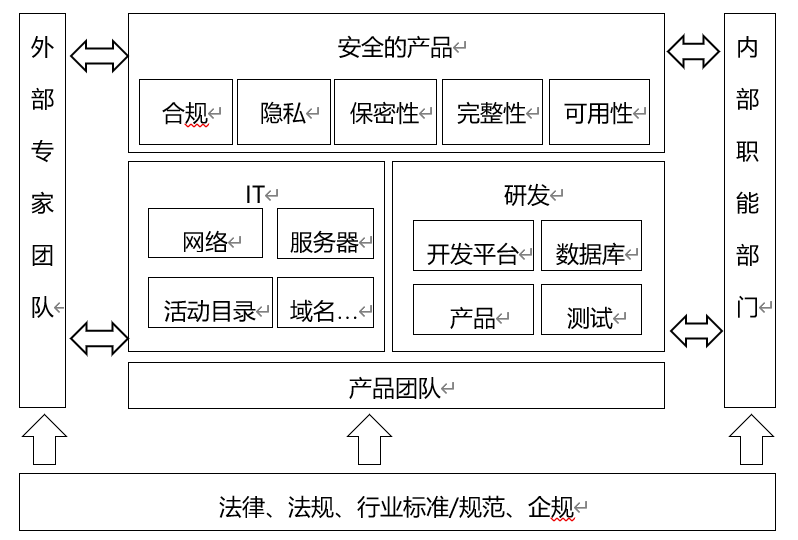 外部专家团队
安全的产品
合规 隐私 保密性 完整性 可用性
IT
网络 服务器
活动目录 域名...
研发
开发平台 数据库
产品 测试
产品团队
内部职能部门
法律、法规、行业标准/规范、企规